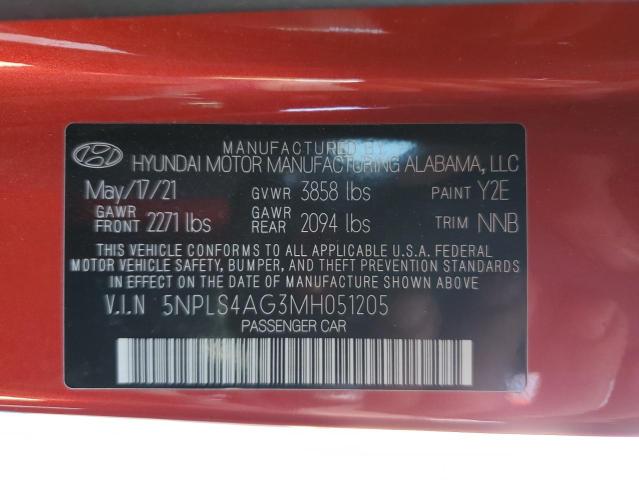 MANUFACTURED BY
HYUNDAI MOTOR MANUFACTURING ALABAMA, LLC
May/17/21 GVWR 3858 lbs PAINT Y2E
GAWR FRONT 2271 lbs GAWR REAR 2094 lbs TRIM NNB
THIS VEHICLE CONFORMS TO ALL APPLICABLE U.S.A. FEDERAL
MOTOR VEHICLE SAFETY, BUMPER, AND THEFT PREVENTION STANDARDS
IN EFFECT ON THE DATE OF MANUFACTURE SHOWN ABOVE.
V.I.N 5NPLS4AG3MH051205
PASSENGER CAR